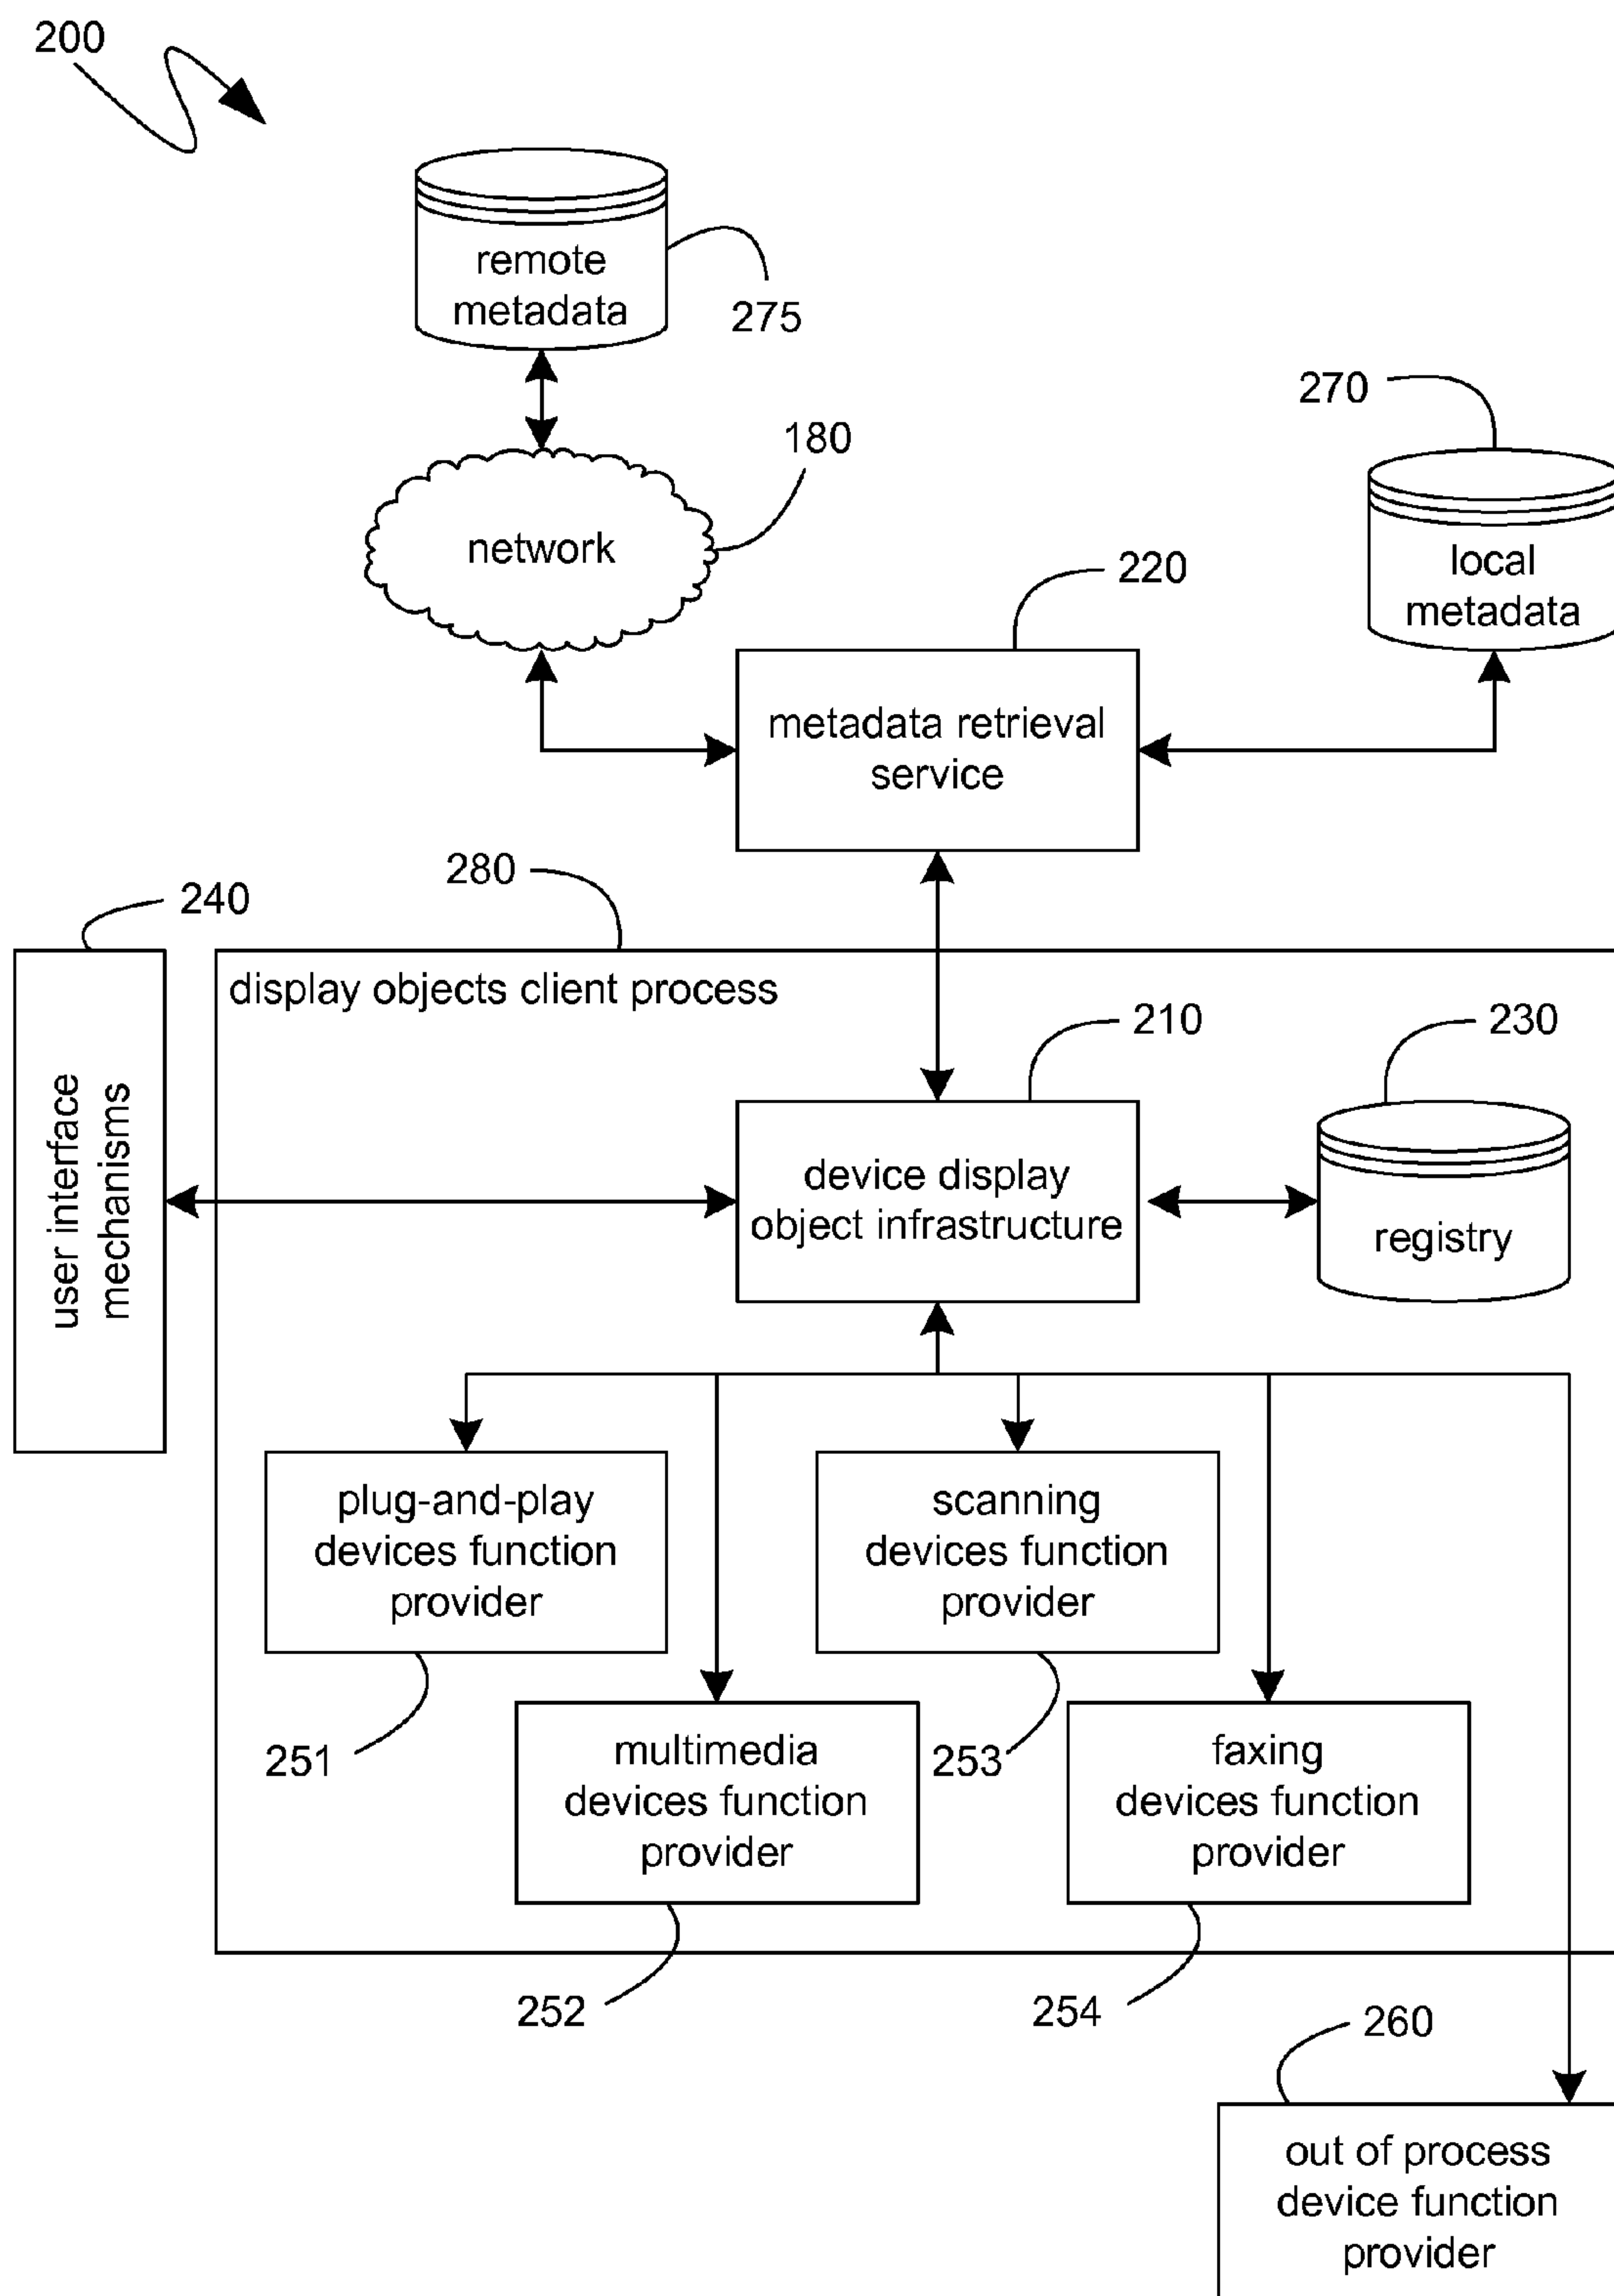 200
remote
metadata
275
180
network
270
local
metadata
220
metadata retrieval
service
280
240
user interface
mechanisms
display objects client process
210
230
device display
object infrastructure
registry
plug-and-play
devices function
provider
scanning
devices function
provider
251
multimedia
devices function
provider
253
faxing
devices function
provider
252
254
260
out of process
device function
provider